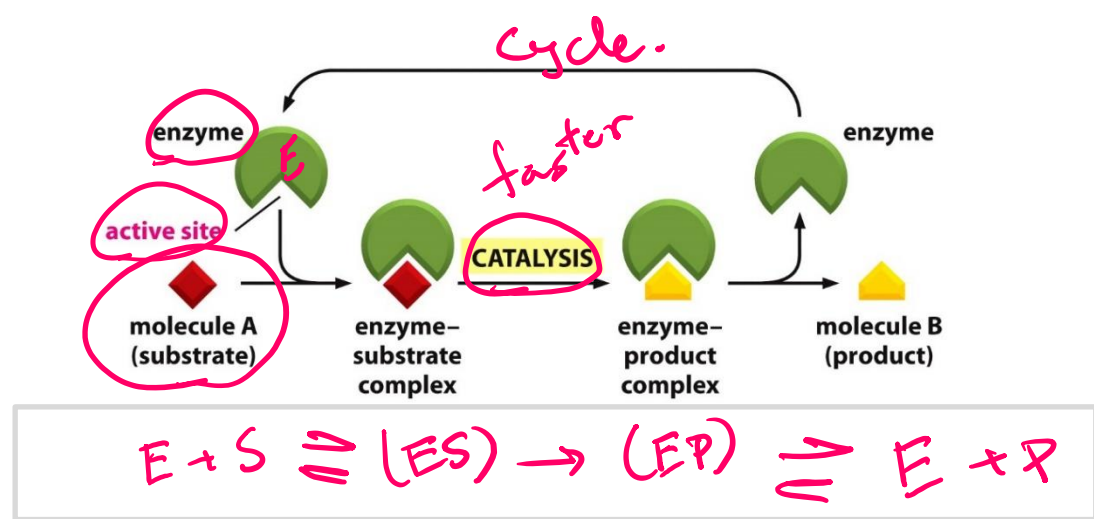 cycle.
enzyme
E
enzyme
faster
active site
CATALYSIS
molecule A
(substrate)
enzyme–
substrate
complex
enzyme–
product
complex
molecule B
(product)
E + S ⇌ (ES) → (EP) ⇌ E + P